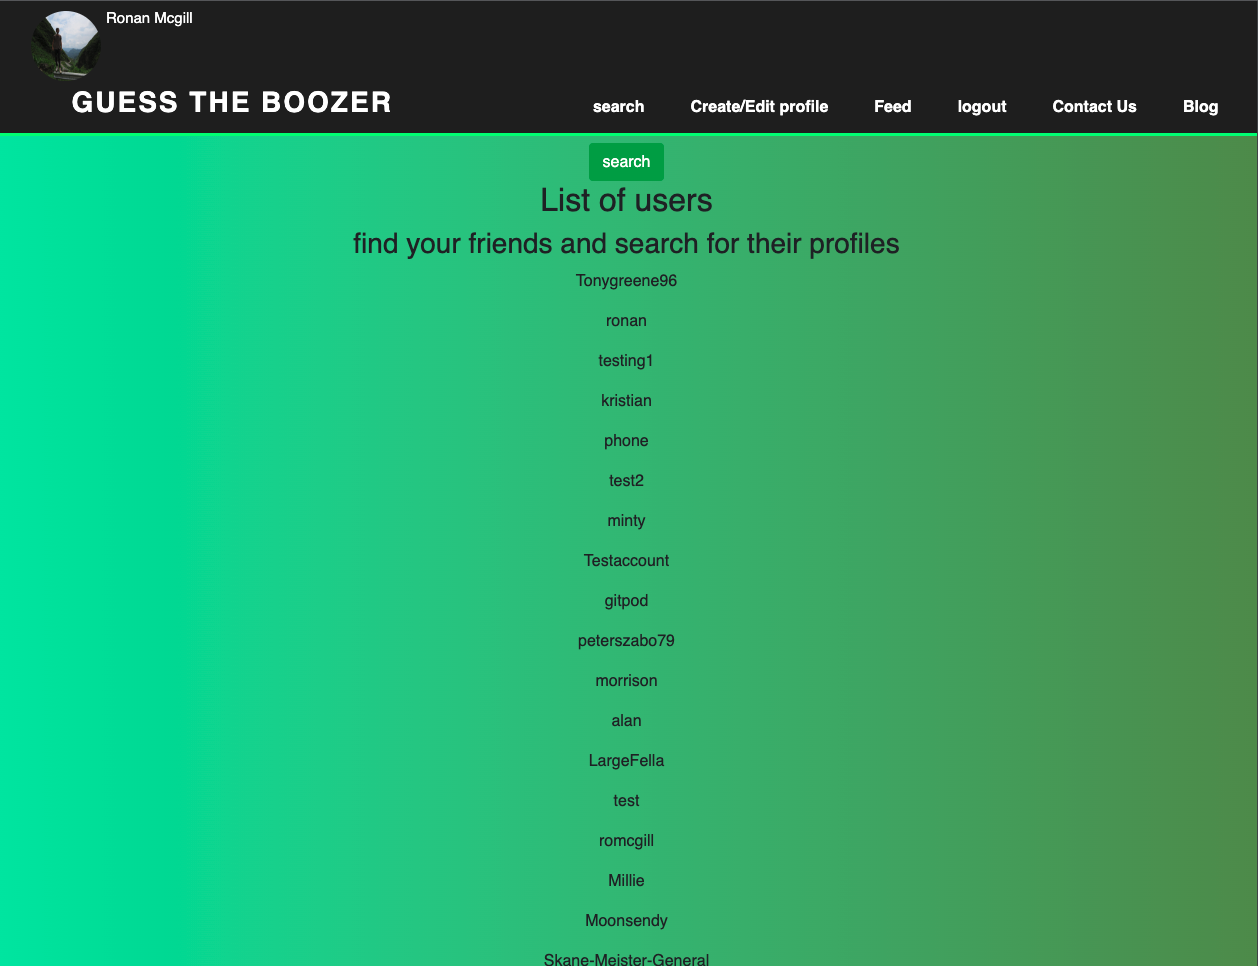 Ronan Mcgill
GUESS THE BOOZER
search Create/Edit profile Feed logout Contact Us Blog
search
List of users
find your friends and search for their profiles
Tonygreene96
ronan
testing1
kristian
phone
test2
minty
Testaccount
gitpod
peterszabo79
morrison
alan
LargeFella
test
romcgill
Millie
Moonsendy
Skane-Meister-General